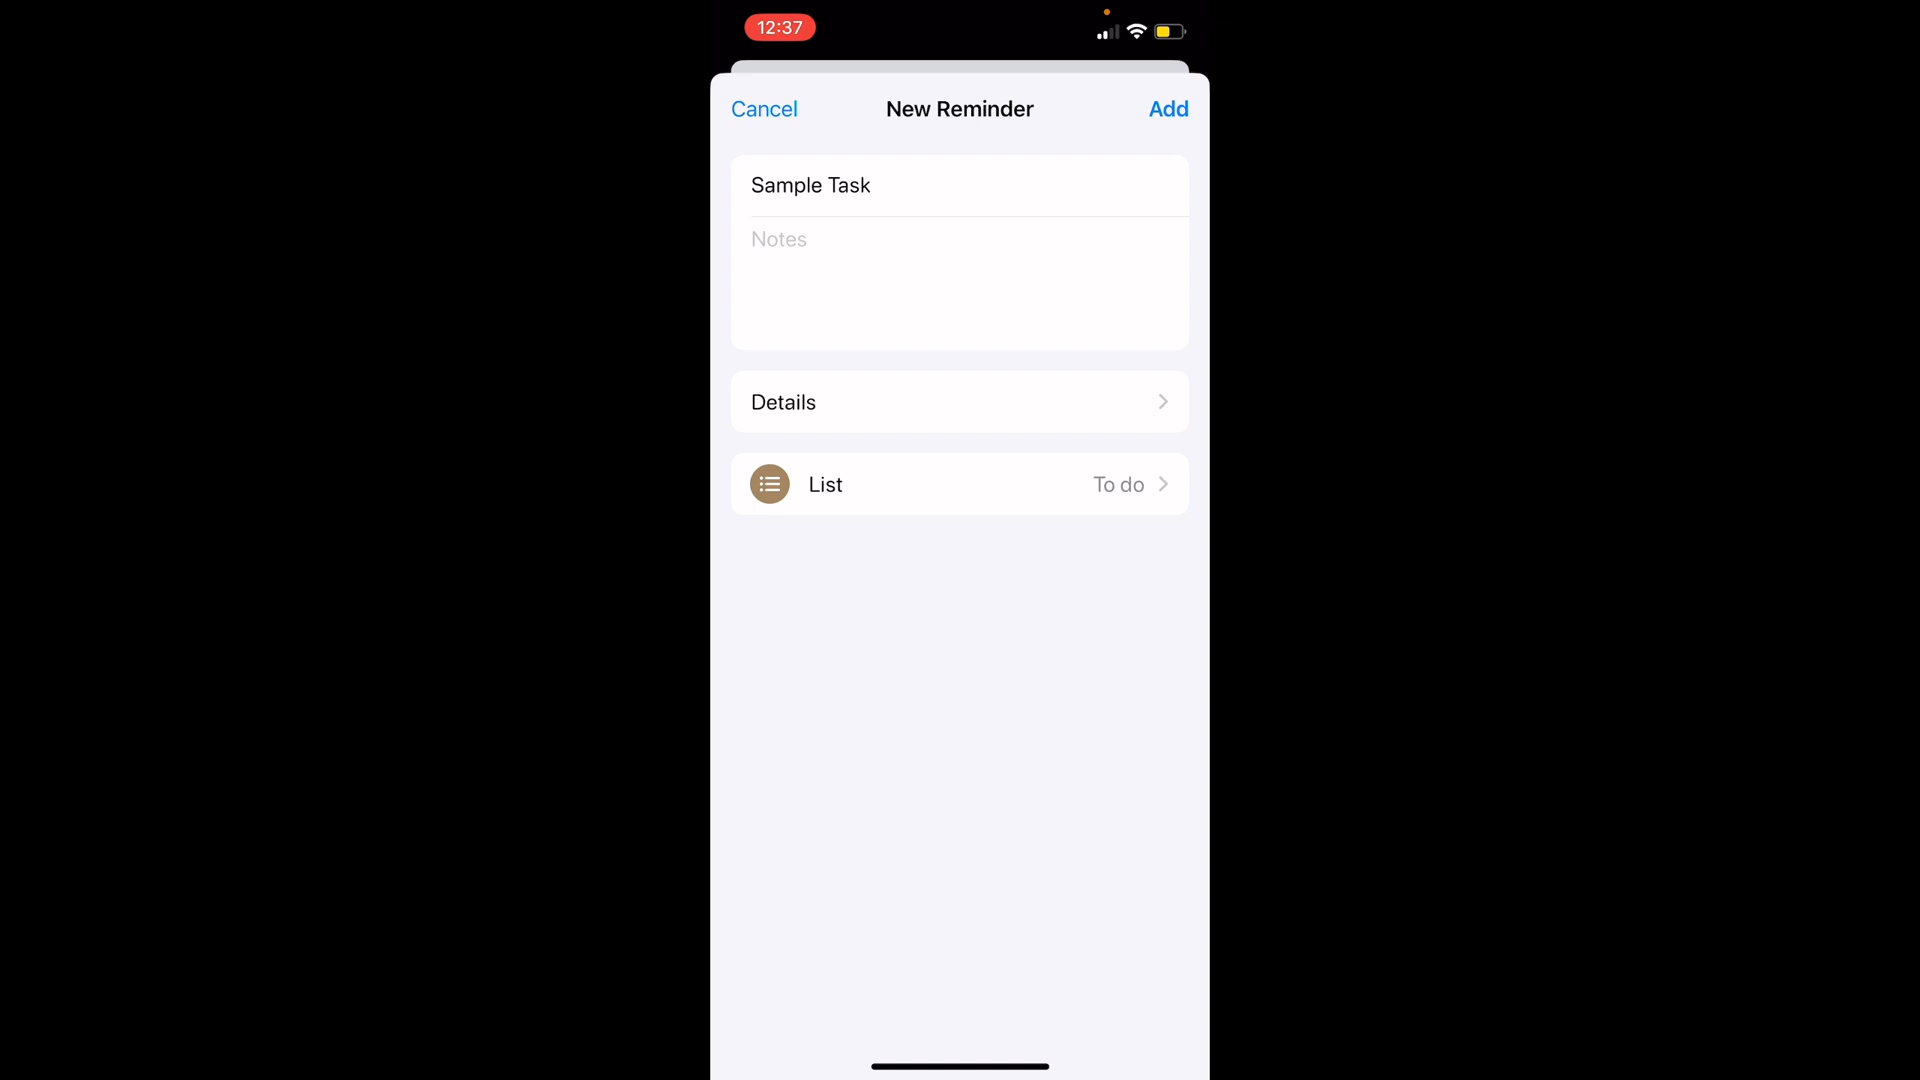 12:37
Cancel New Reminder Add
Sample Task
Notes
Details
List To do